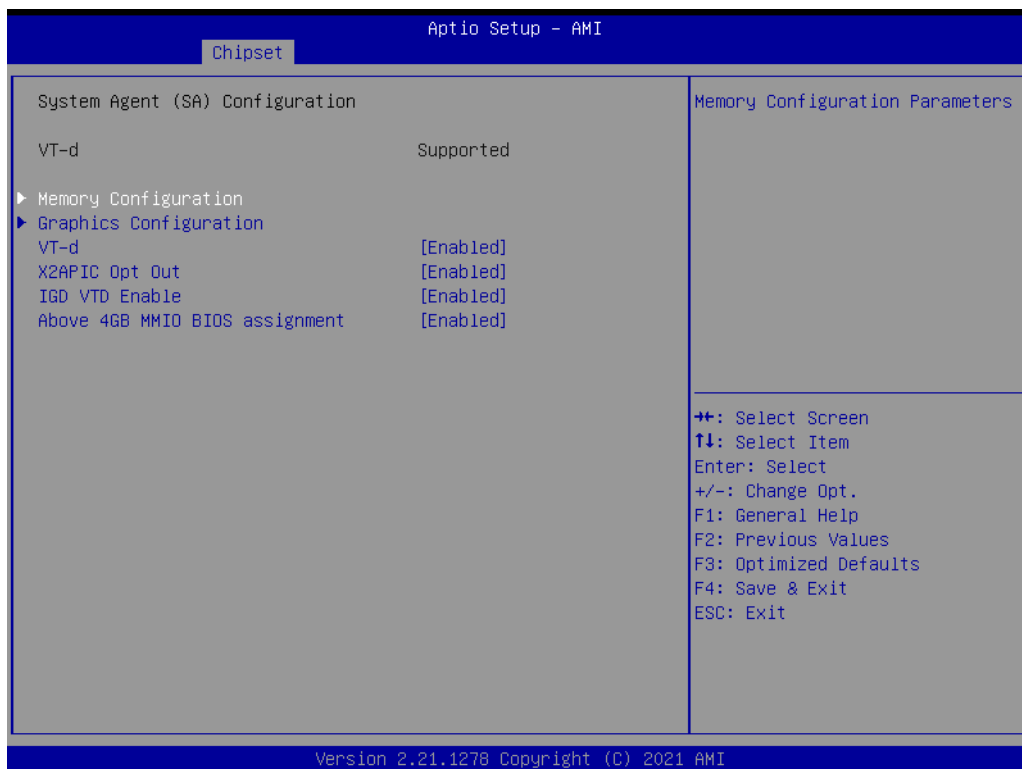 Aptio Setup – AMI
Chipset
System Agent (SA) Configuration
VT-d Supported
Memory Configuration
Graphics Configuration
VT-d [Enabled]
X2APIC Opt Out [Enabled]
IGD VTD Enable [Enabled]
Above 4GB MMIO BIOS assignment [Enabled]
Memory Configuration Parameters
→←: Select Screen
↑↓: Select Item
Enter: Select
+/-: Change Opt.
F1: General Help
F2: Previous Values
F3: Optimized Defaults
F4: Save & Exit
ESC: Exit
Version 2.21.1278 Copyright (C) 2021 AMI